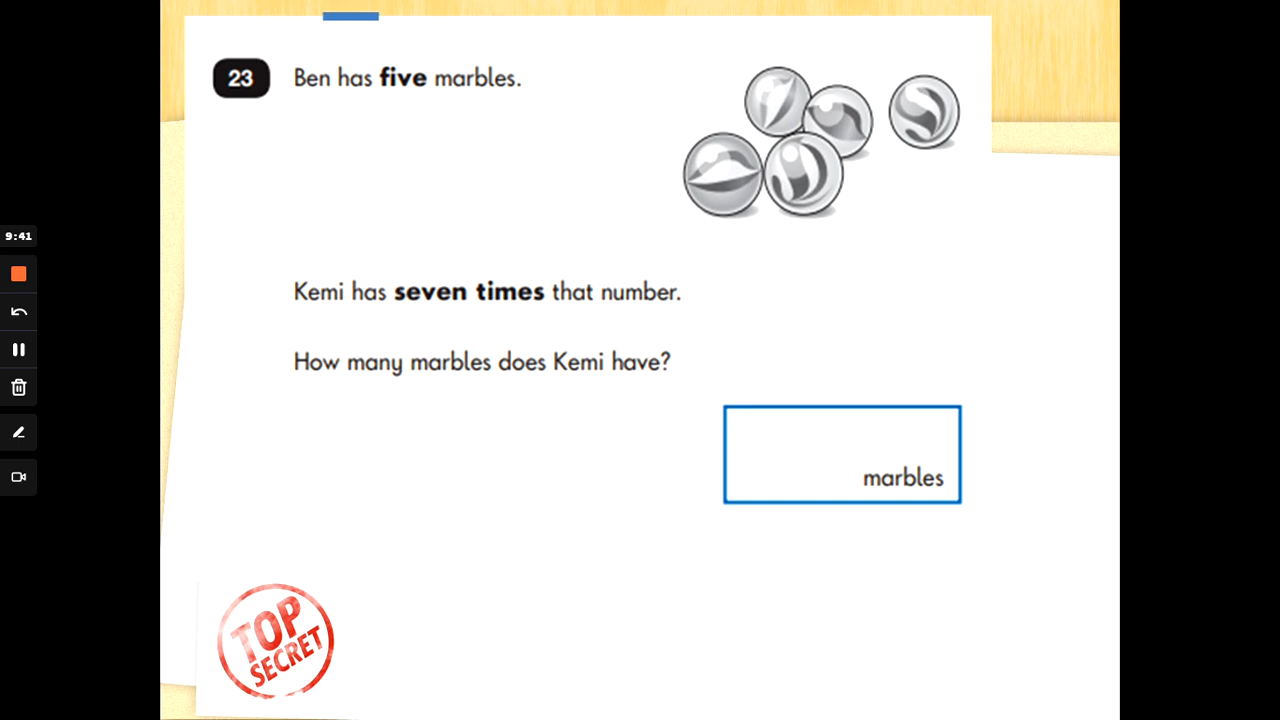 23 Ben has five marbles.
9:41
Kemi has seven times that number.
How many marbles does Kemi have?
marbles
TOP
SECRET